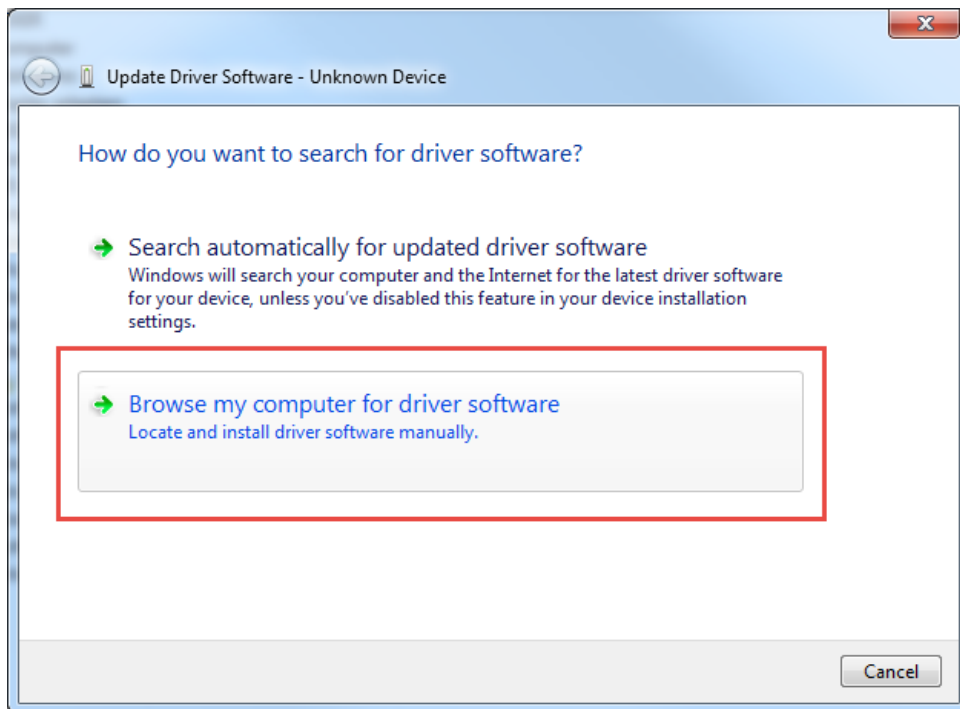 Update Driver Software - Unknown Device
How do you want to search for driver software?
Search automatically for updated driver software
Windows will search your computer and the Internet for the latest driver software
for your device, unless you've disabled this feature in your device installation
settings.
Browse my computer for driver software
Locate and install driver software manually.
Cancel